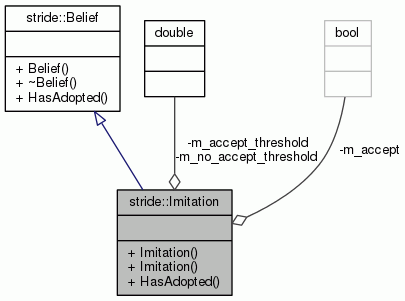 stride::Belief
+ Belief()
+ ~Belief()
+ HasAdopted()
double
bool
-m_accept_threshold
-m_no_accept_threshold
-m_accept
stride::Imitation
+ Imitation()
+ Imitation()
+ HasAdopted()